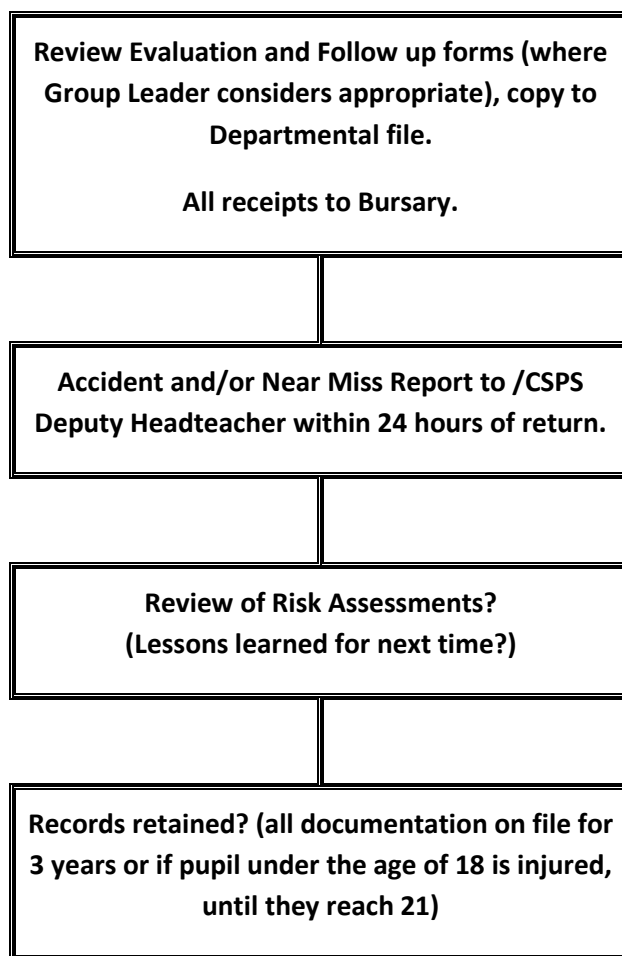 Review Evaluation and Follow up forms (where
Group Leader considers appropriate), copy to
Departmental file.
All receipts to Bursary.
Accident and/or Near Miss Report to /CSPS
Deputy Headteacher within 24 hours of return.
Review of Risk Assessments?
(Lessons learned for next time?)
Records retained? (all documentation on file for
3 years or if pupil under the age of 18 is injured,
until they reach 21)